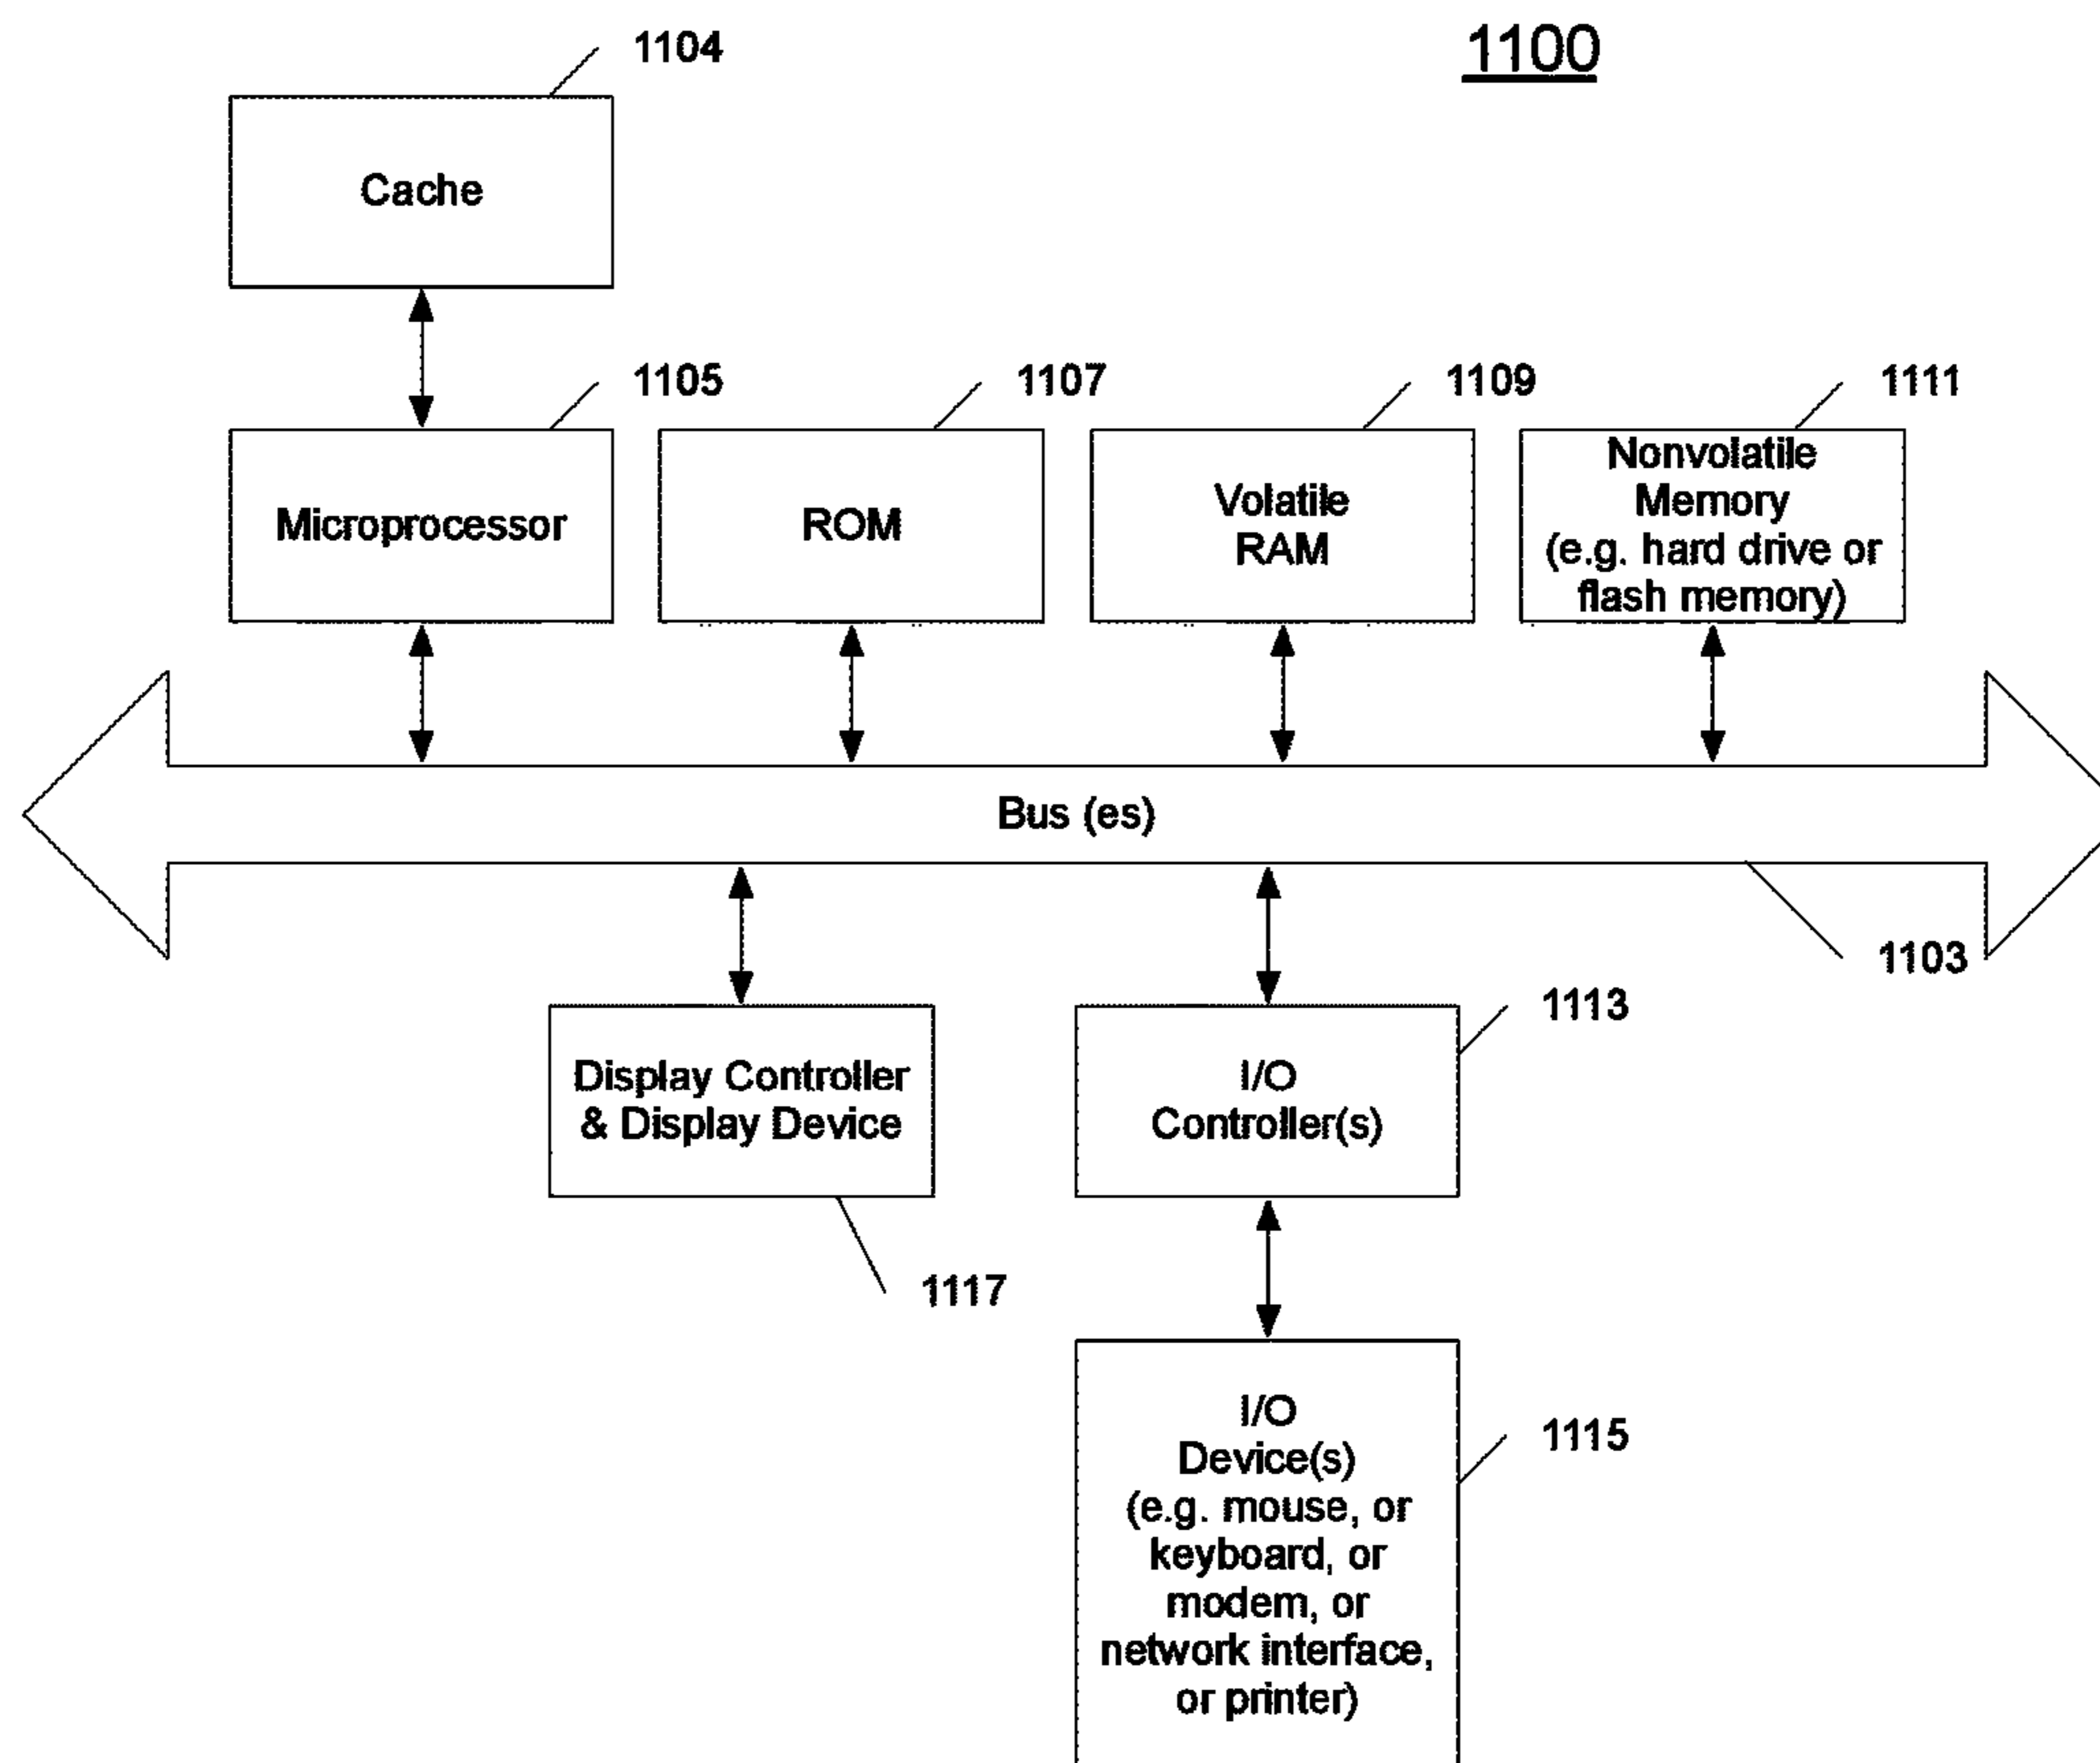 1104
1100
Cache
1105
1107
1109
1111
Microprocessor
ROM
Volatile
RAM
Nonvolatile
Memory
(e.g. hard drive or
flash memory)
Bus (es)
1103
1113
Display Controller
& Display Device
I/O
Controller(s)
1117
I/O
Device(s)
(e.g. mouse, or
keyboard, or
modem, or
network interface,
or printer)
1115